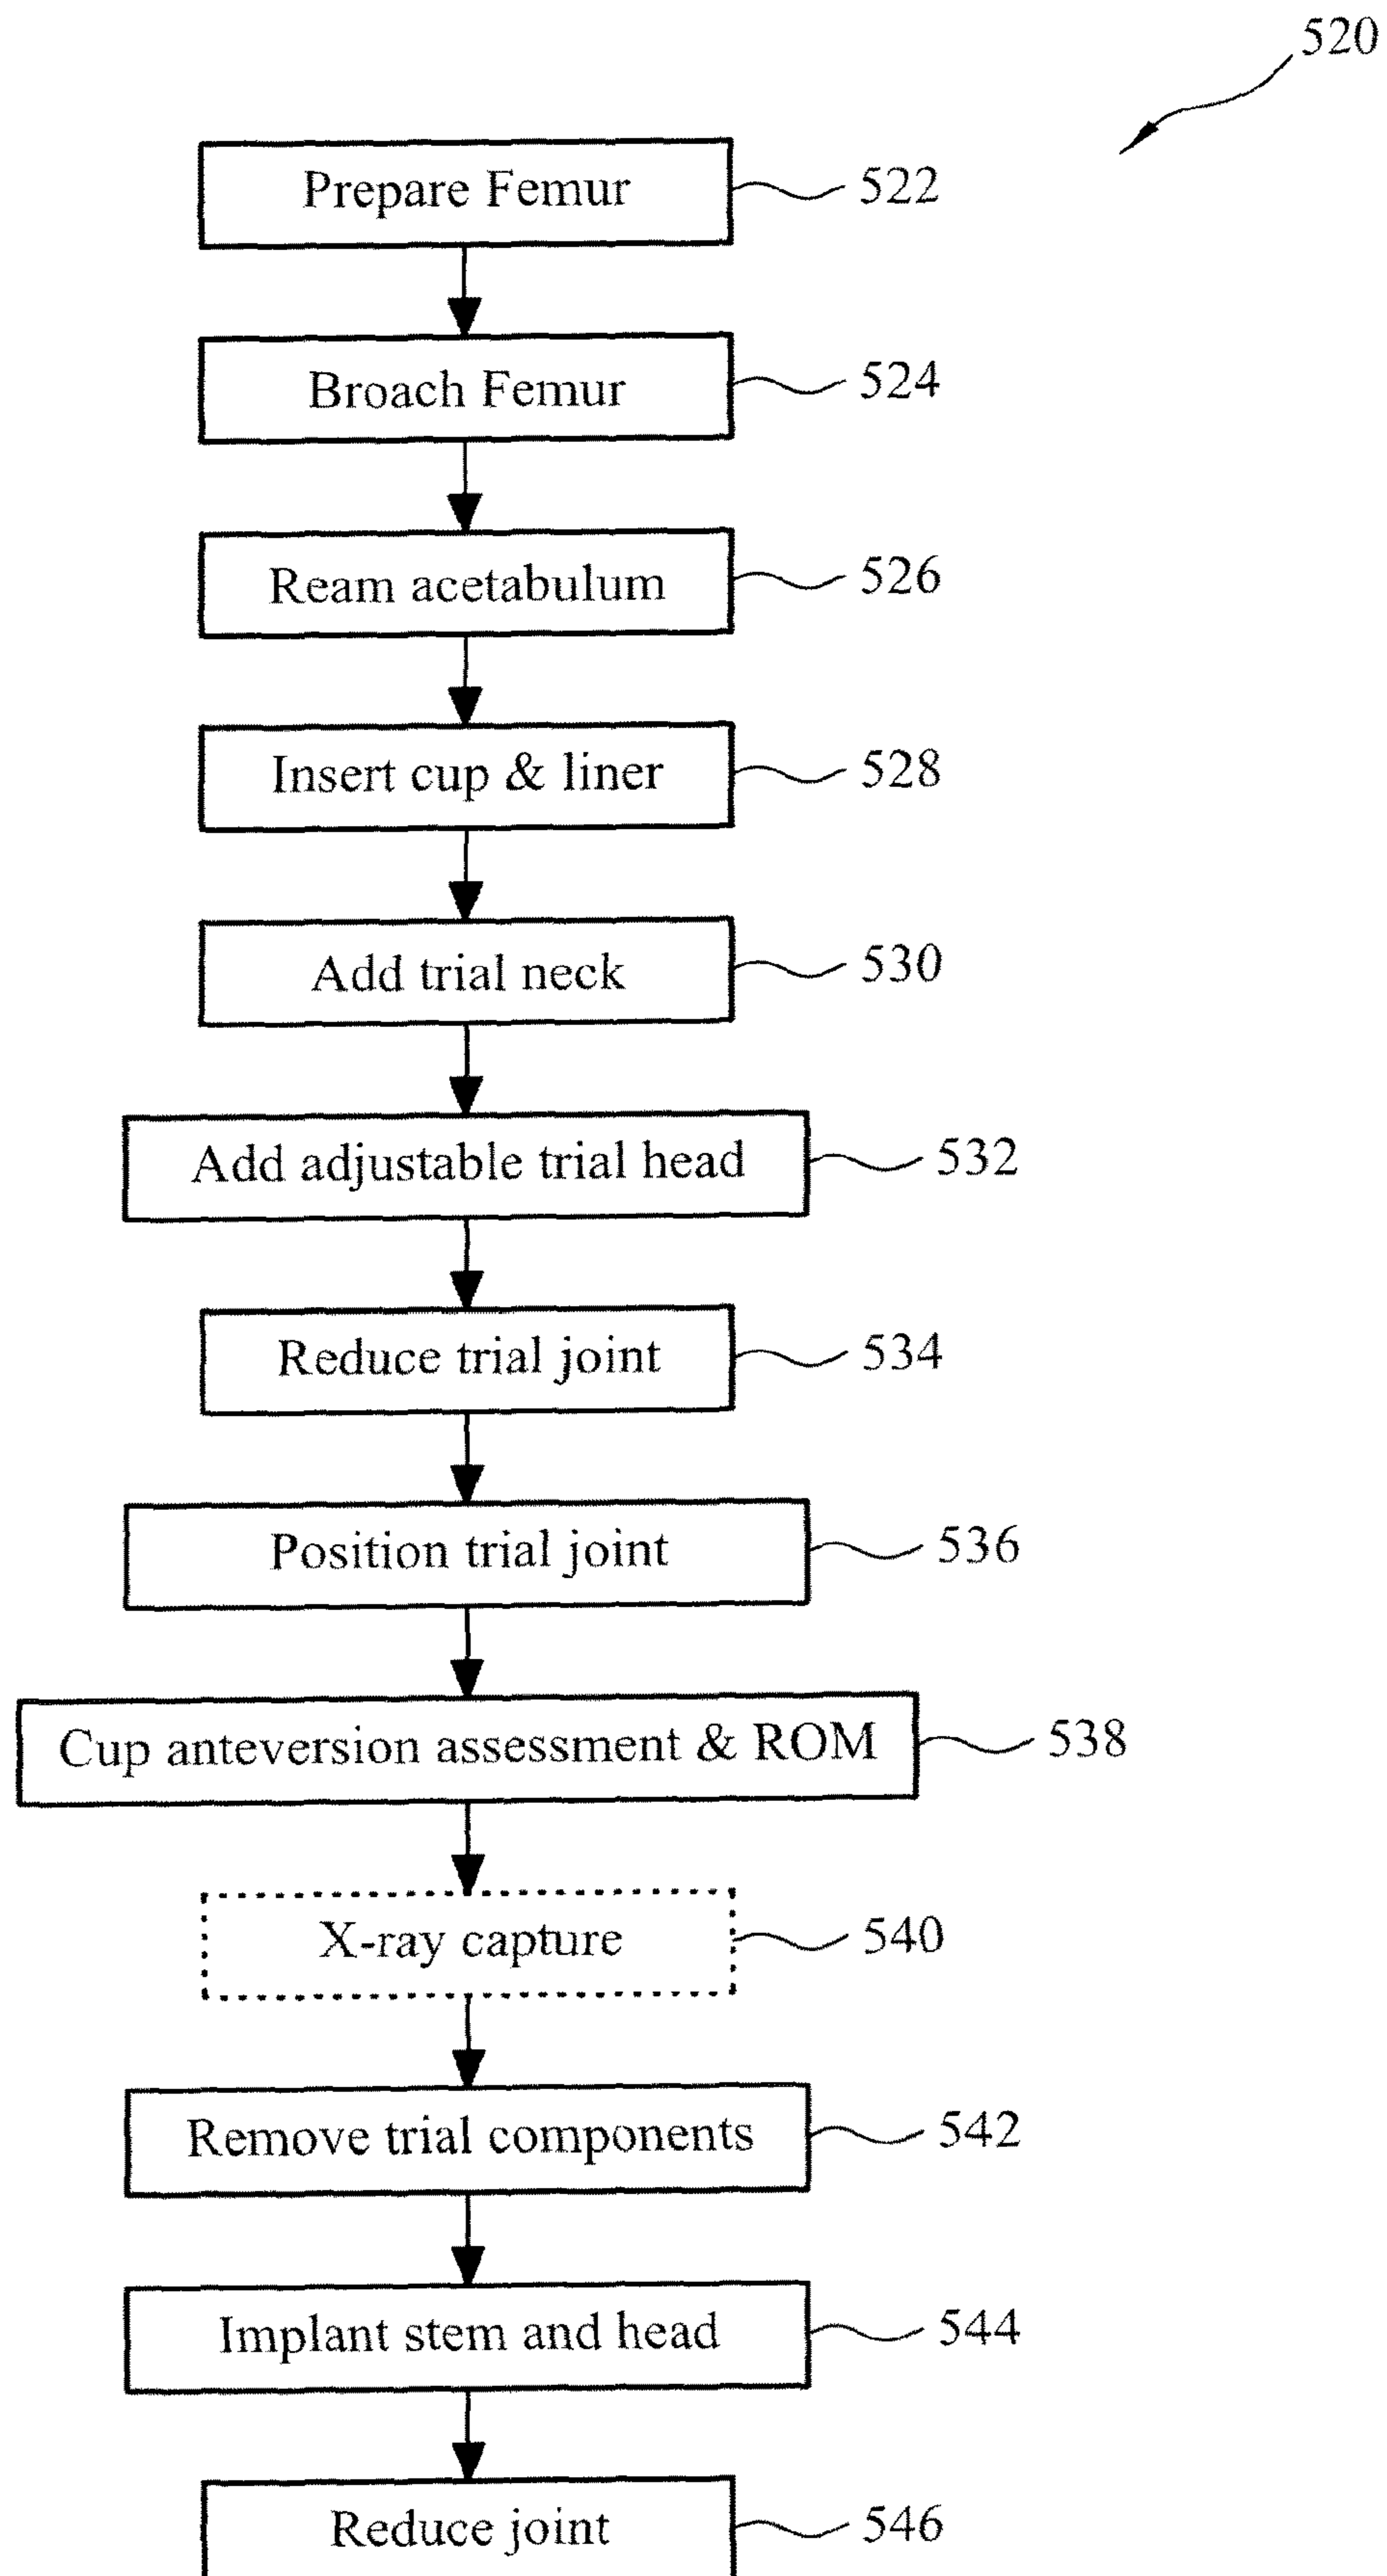 520
Prepare Femur 522
Broach Femur 524
Ream acetabulum 526
Insert cup & liner 528
Add trial neck 530
Add adjustable trial head 532
Reduce trial joint 534
Position trial joint 536
Cup anteversion assessment & ROM 538
X-ray capture 540
Remove trial components 542
Implant stem and head 544
Reduce joint 546